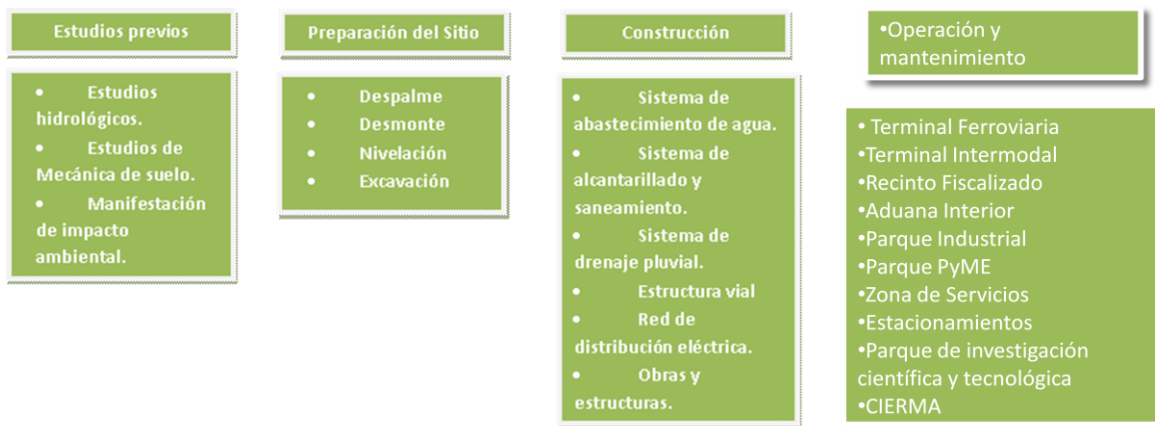 Estudios previos
• Estudios
hidrológicos.
• Estudios de
Mecánica de suelo.
• Manifestación
de impacto
ambiental.
Preparación del Sitio
• Despalme
• Desmonte
• Nivelación
• Excavación
Construcción
• Sistema de
abastecimiento de agua.
• Sistema de
alcantarillado y
saneamiento.
• Sistema de
drenaje pluvial.
• Estructura vial
• Red de
distribución eléctrica.
• Obras y
estructuras.
•Operación y
mantenimiento
• Terminal Ferroviaria
•Terminal Intermodal
•Recinto Fiscalizado
•Aduana Interior
•Parque Industrial
•Parque PyME
•Zona de Servicios
•Estacionamientos
•Parque de investigación
científica y tecnológica
•CIERMA